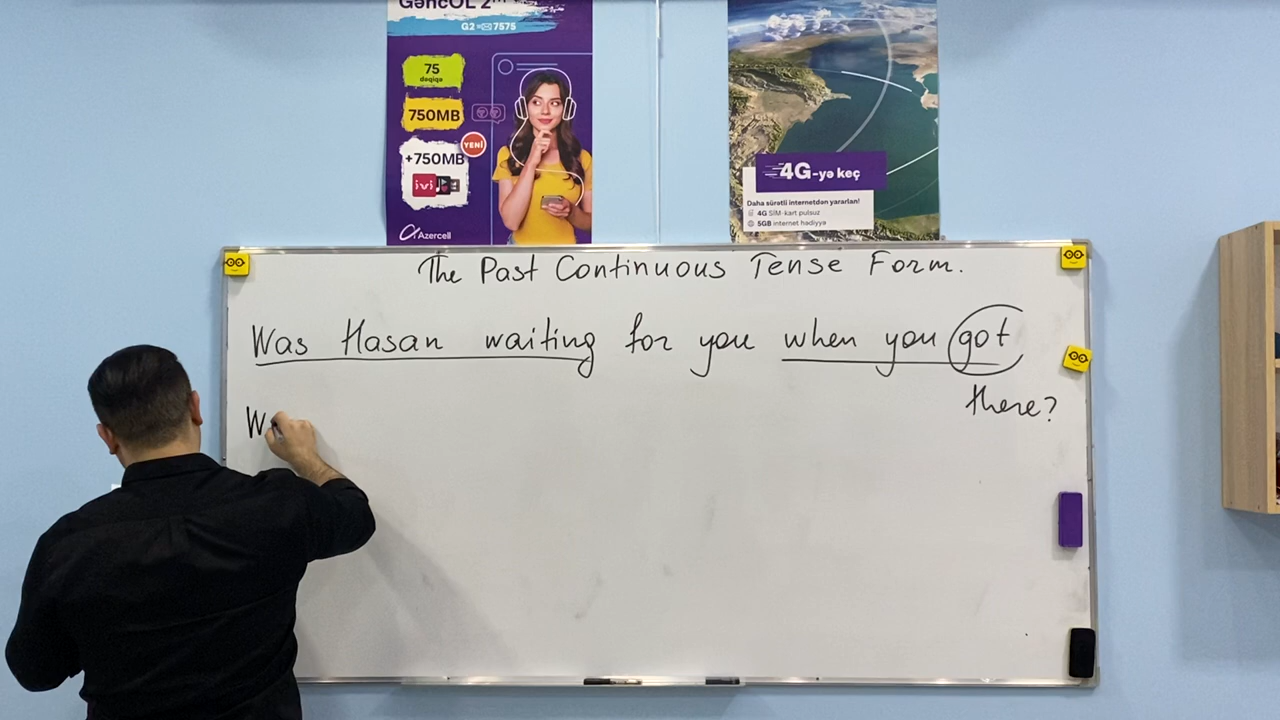 GəncOL 2
G2 7575
75
dəqiqə
750MB
YENİ
+750MB
ivi
Azercell
4G-yə keç
Daha sürətli internetdən yararlan!
4G SİM-kart pulsuz
5GB internet hədiyyə
The Past Continuous Tense Form.
Was Hasan waiting for you when you got
there?
W